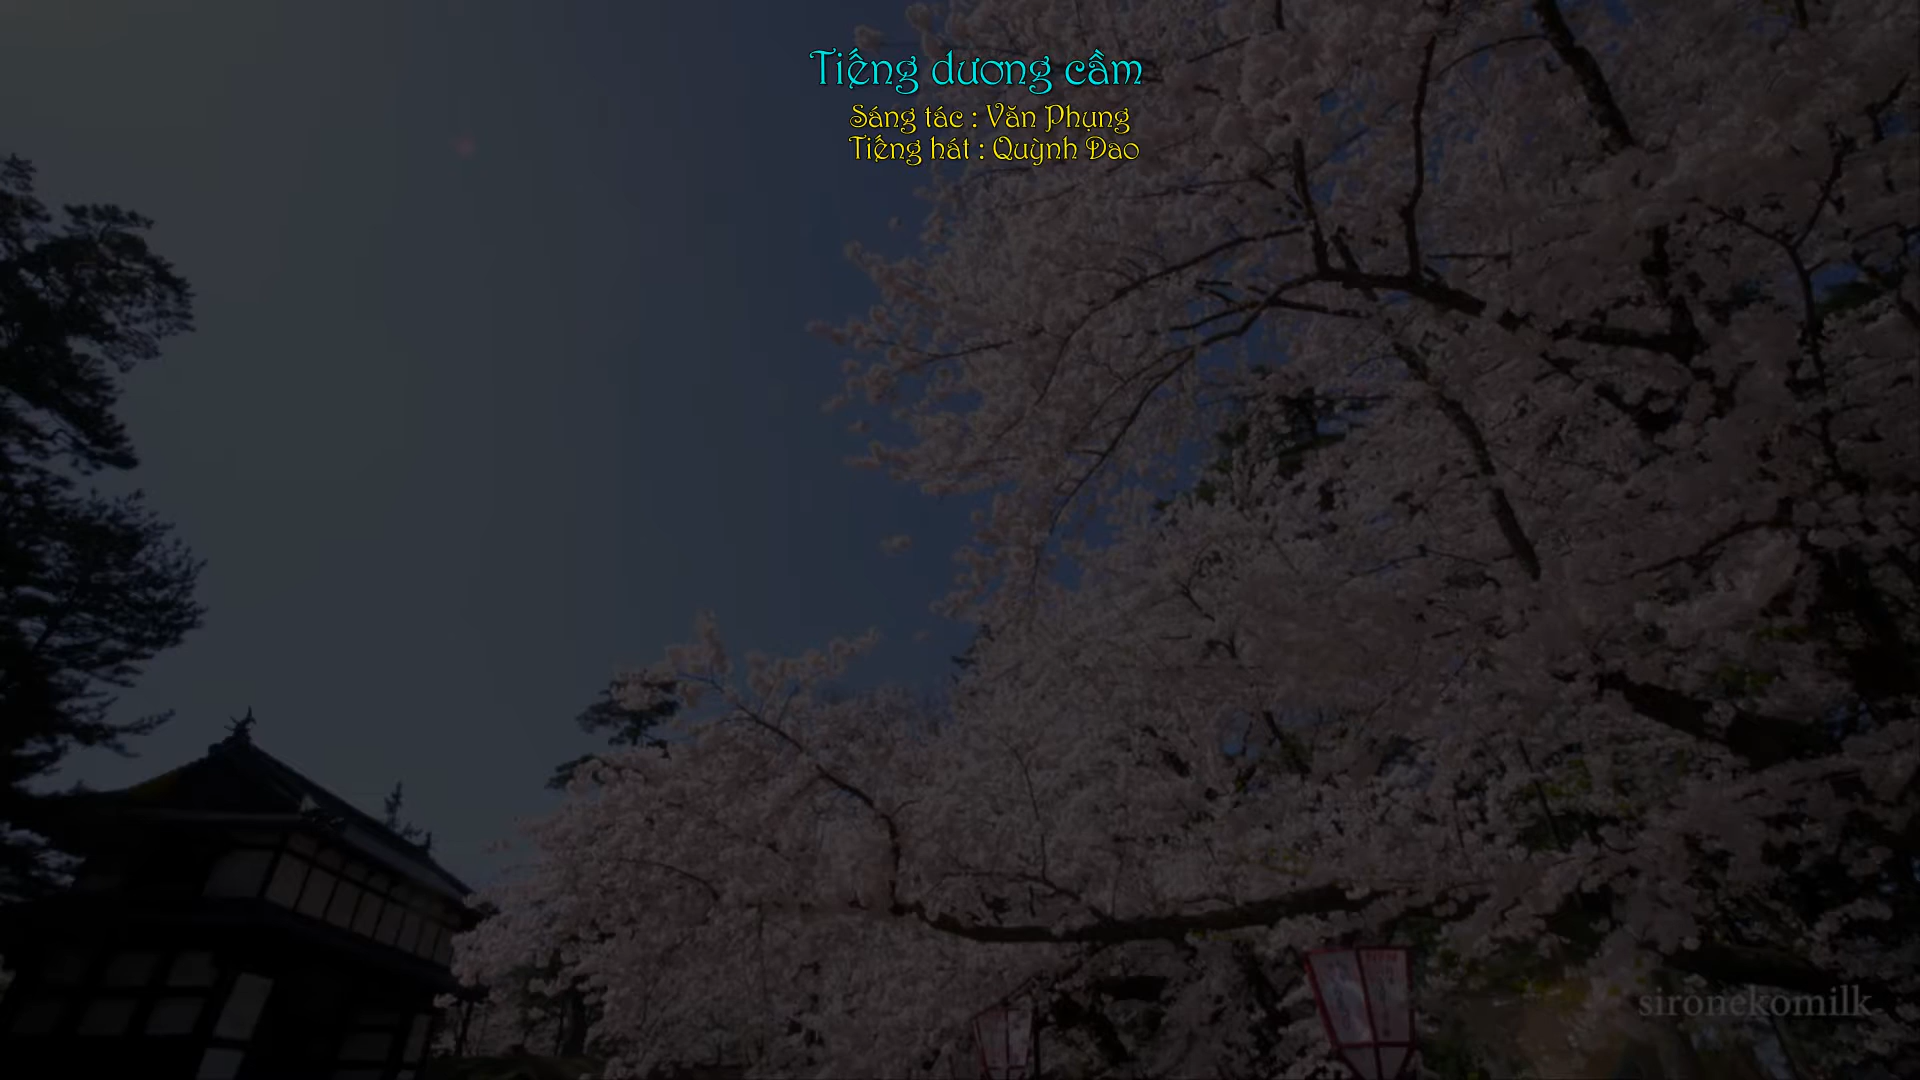 Tiếng dương cầm
Sáng tác : Văn Phụng
Tiếng hát : Quỳnh Dao
sironekomilk